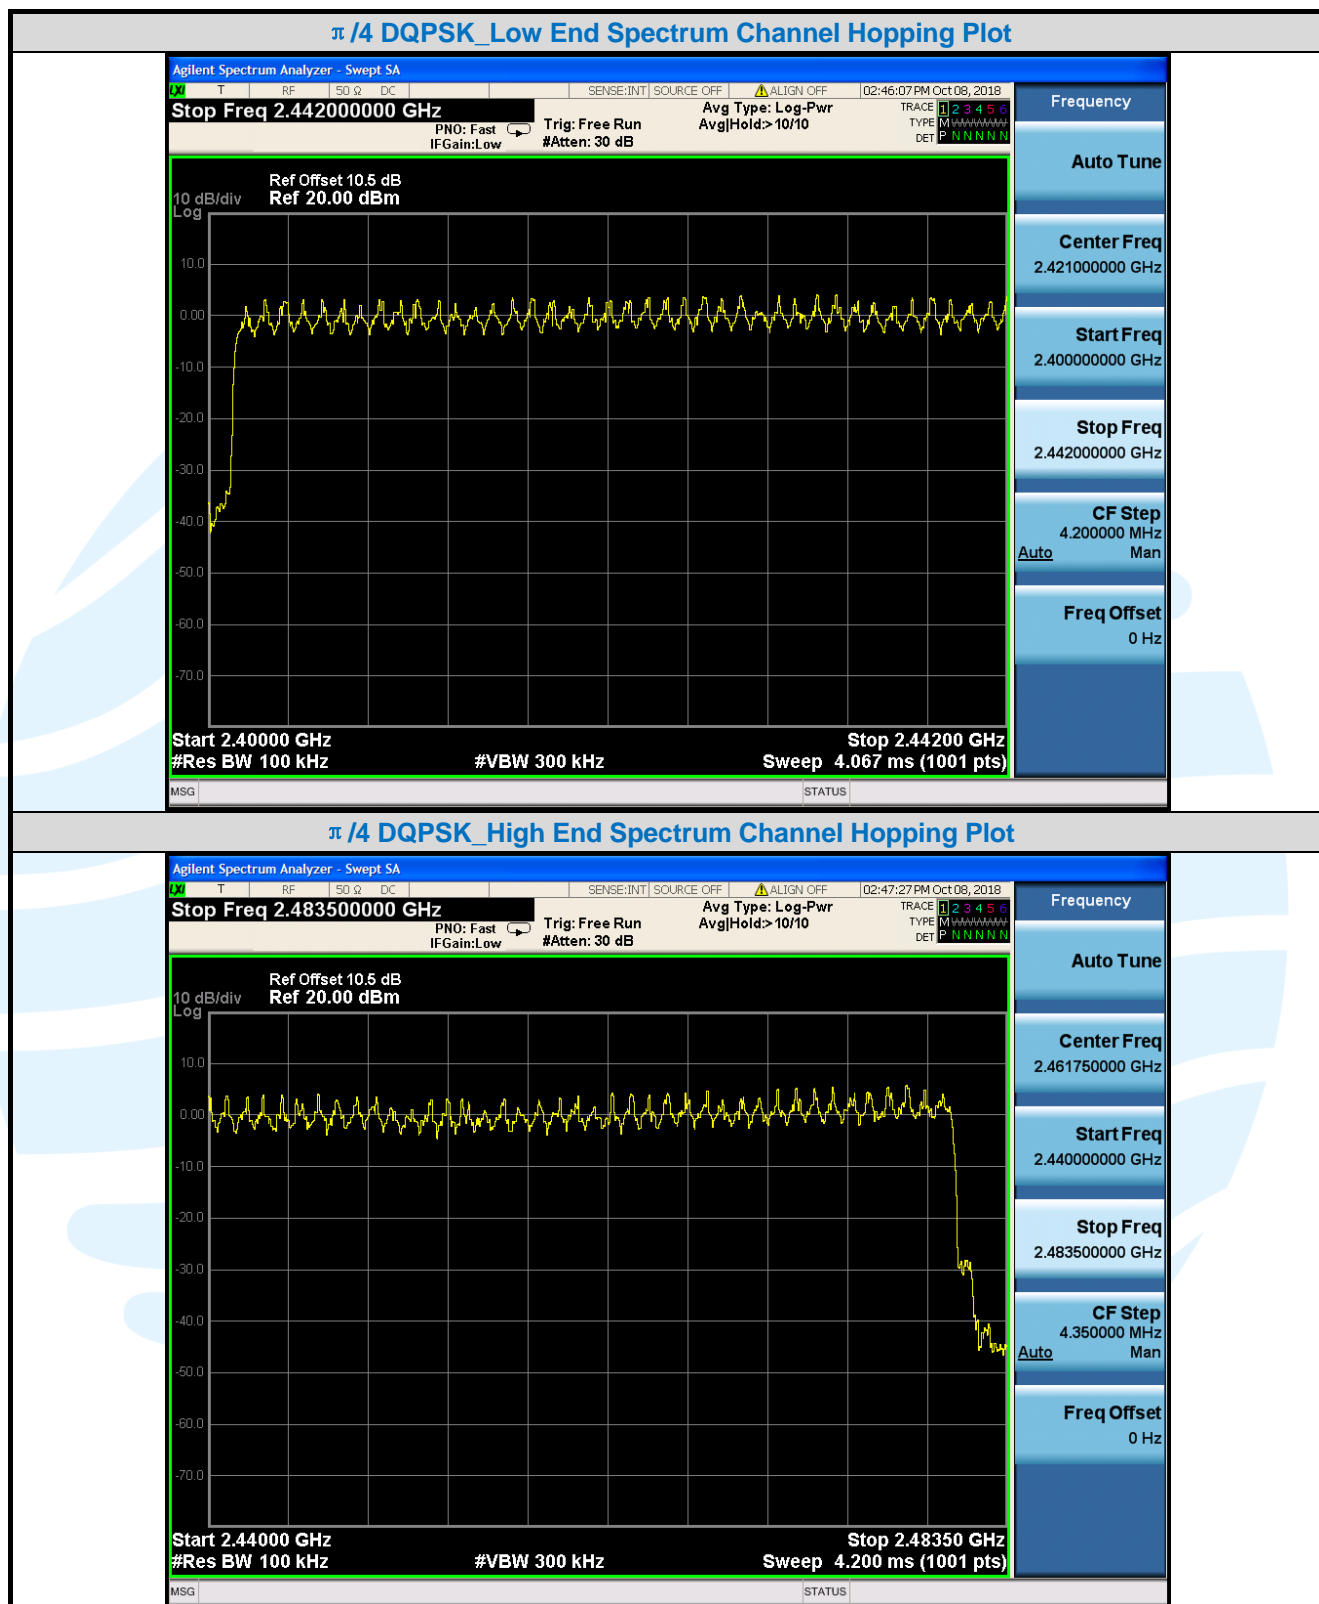 π/4 DQPSK_Low End Spectrum Channel Hopping Plot
Agilent Spectrum Analyzer - Swept SA
LXI T RF 50 Ω DC SENSE:INT SOURCE OFF ALIGN OFF 02:46:07 PM Oct 08, 2018
Stop Freq 2.442000000 GHz
PNO: Fast
IFGain:Low
Trig: Free Run
#Atten: 30 dB
Avg Type: Log-Pwr
Avg|Hold:>10/10
TRACE 1 2 3 4 5 6
TYPE M WWWWW
DET P N N N N N
Ref Offset 10.5 dB
10 dB/div Ref 20.00 dBm
Log
10.0
0.00
-10.0
-20.0
-30.0
-40.0
-50.0
-60.0
-70.0
Start 2.40000 GHz Stop 2.44200 GHz
#Res BW 100 kHz #VBW 300 kHz Sweep 4.067 ms (1001 pts)
MSG STATUS
Frequency
Auto Tune
Center Freq
2.421000000 GHz
Start Freq
2.400000000 GHz
Stop Freq
2.442000000 GHz
CF Step
4.200000 MHz
Auto Man
Freq Offset
0 Hz
π/4 DQPSK_High End Spectrum Channel Hopping Plot
Agilent Spectrum Analyzer - Swept SA
LXI T RF 50 Ω DC SENSE:INT SOURCE OFF ALIGN OFF 02:47:27 PM Oct 08, 2018
Stop Freq 2.483500000 GHz
PNO: Fast
IFGain:Low
Trig: Free Run
#Atten: 30 dB
Avg Type: Log-Pwr
Avg|Hold:>10/10
TRACE 1 2 3 4 5 6
TYPE M WWWWW
DET P N N N N N
Ref Offset 10.5 dB
10 dB/div Ref 20.00 dBm
Log
10.0
0.00
-10.0
-20.0
-30.0
-40.0
-50.0
-60.0
-70.0
Start 2.44000 GHz Stop 2.48350 GHz
#Res BW 100 kHz #VBW 300 kHz Sweep 4.200 ms (1001 pts)
MSG STATUS
Frequency
Auto Tune
Center Freq
2.461750000 GHz
Start Freq
2.440000000 GHz
Stop Freq
2.483500000 GHz
CF Step
4.350000 MHz
Auto Man
Freq Offset
0 Hz